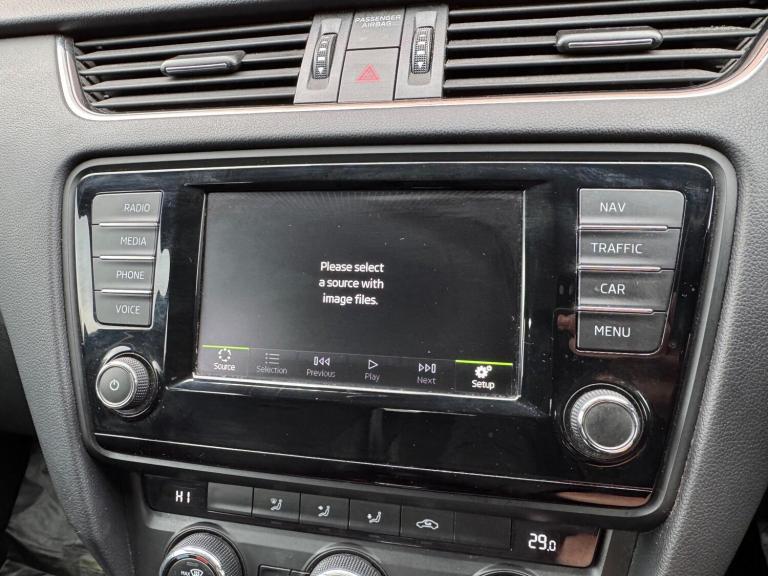 PASSENGER
AIRBAG
RADIO
MEDIA
PHONE
VOICE
NAV
TRAFFIC
CAR
MENU
Please select
a source with
image files.
Source
Selection
Previous
Play
Next
Setup
HI
29.0
MAX